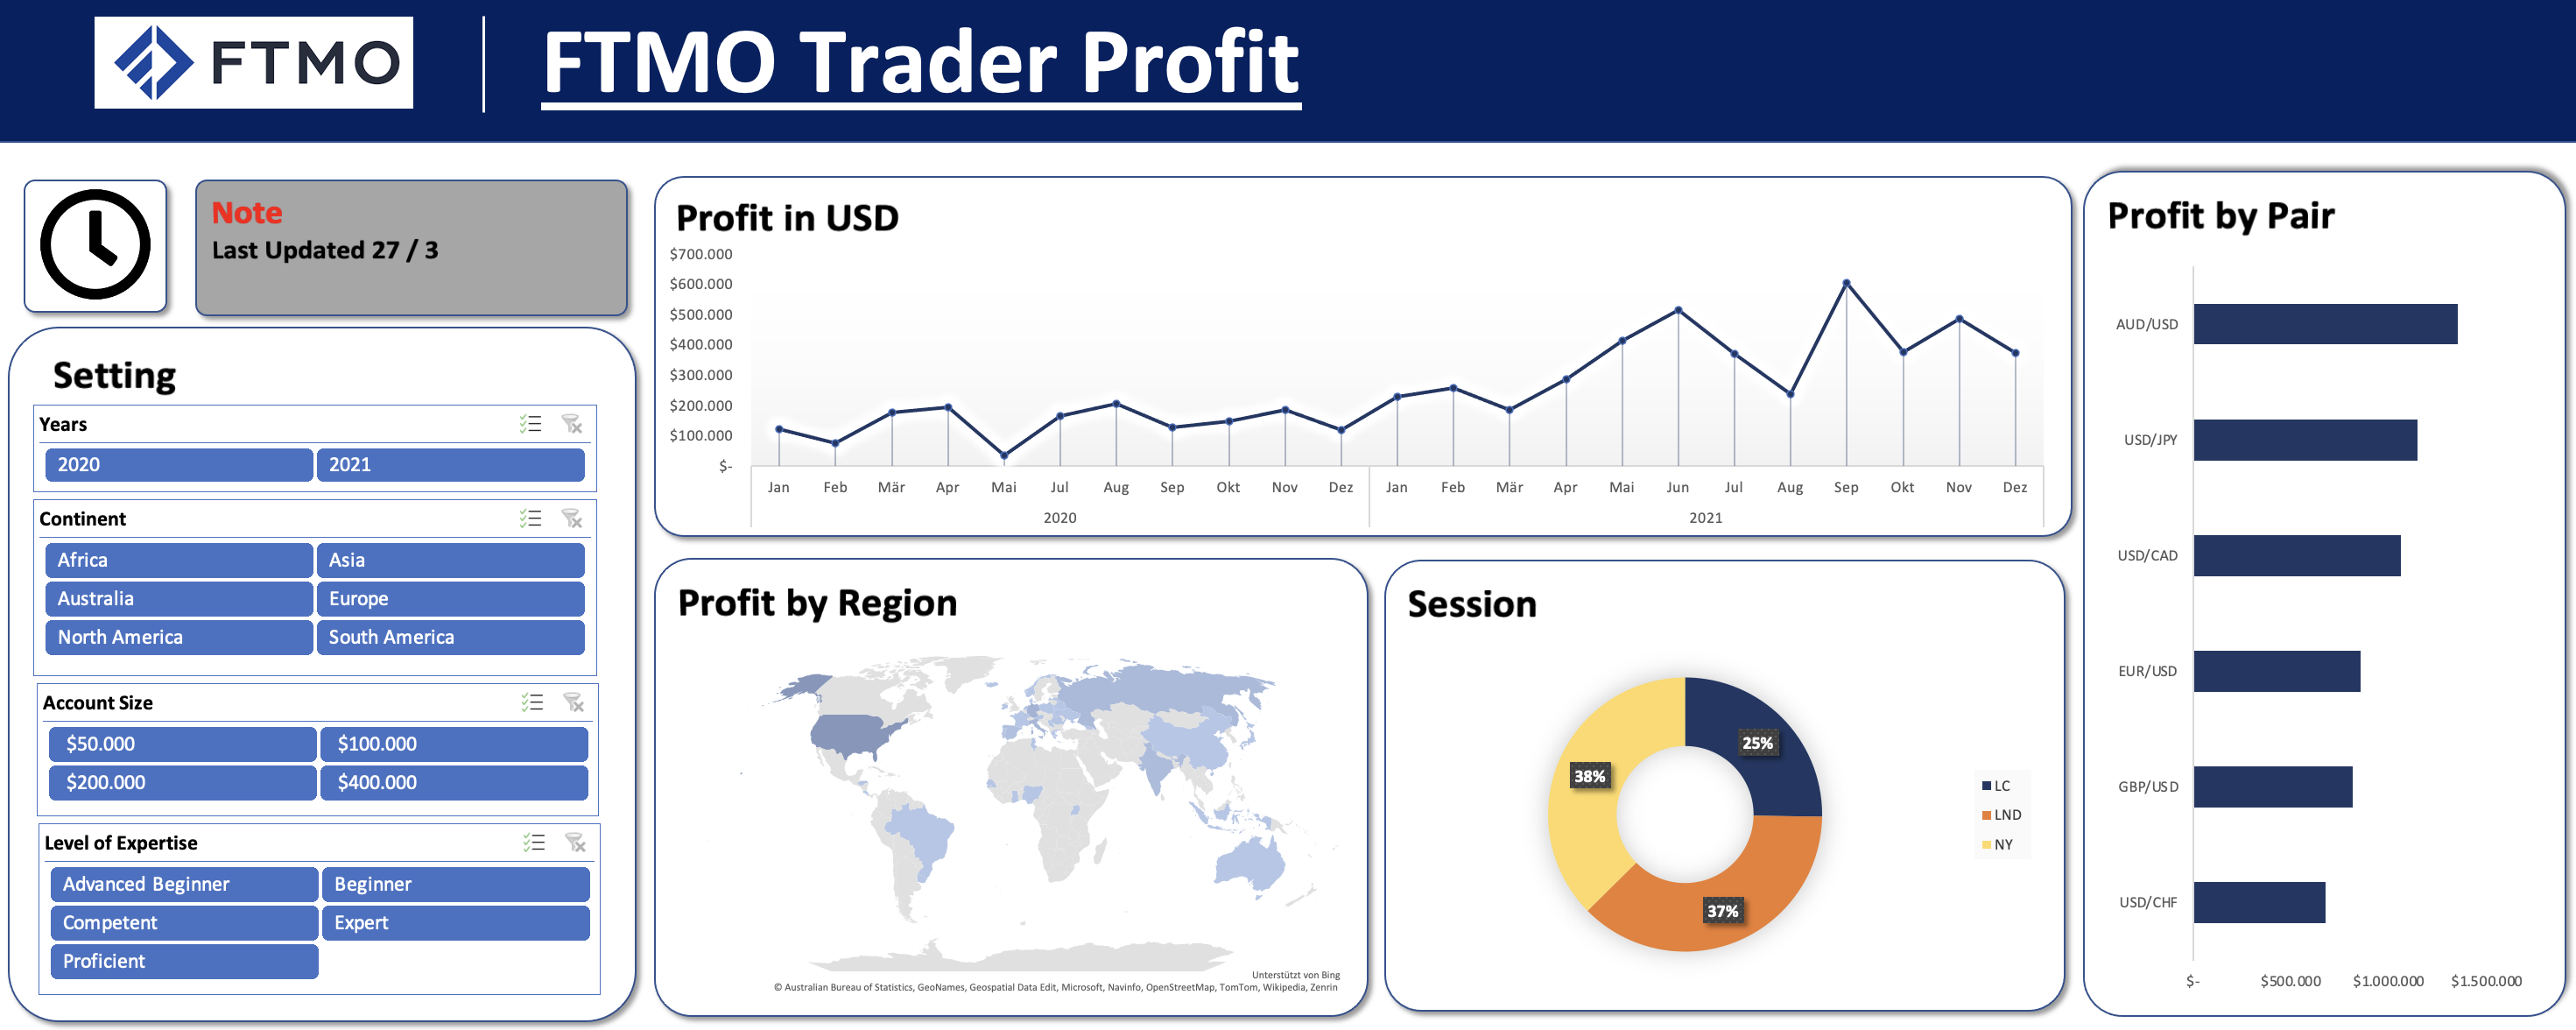 FTMO
FTMO Trader Profit
Note
Last Updated 27 / 3
Setting
Years
2020
2021
Continent
Africa
Asia
Australia
Europe
North America
South America
Account Size
$50.000
$100.000
$200.000
$400.000
Level of Expertise
Advanced Beginner
Beginner
Competent
Expert
Proficient
Profit in USD
$700.000
$600.000
$500.000
$400.000
$300.000
$200.000
$100.000
$-
Jan Feb Mär Apr Mai Jul Aug Sep Okt Nov Dez Jan Feb Mär Apr Mai Jun Jul Aug Sep Okt Nov Dez
2020 2021
Profit by Region
Unterstützt von Bing
© Australian Bureau of Statistics, GeoNames, Geospatial Data Edit, Microsoft, Navinfo, OpenStreetMap, TomTom, Wikipedia, Zenrin
Session
25%
38%
37%
LC
LND
NY
Profit by Pair
AUD/USD
USD/JPY
USD/CAD
EUR/USD
GBP/USD
USD/CHF
$- $500.000 $1.000.000 $1.500.000